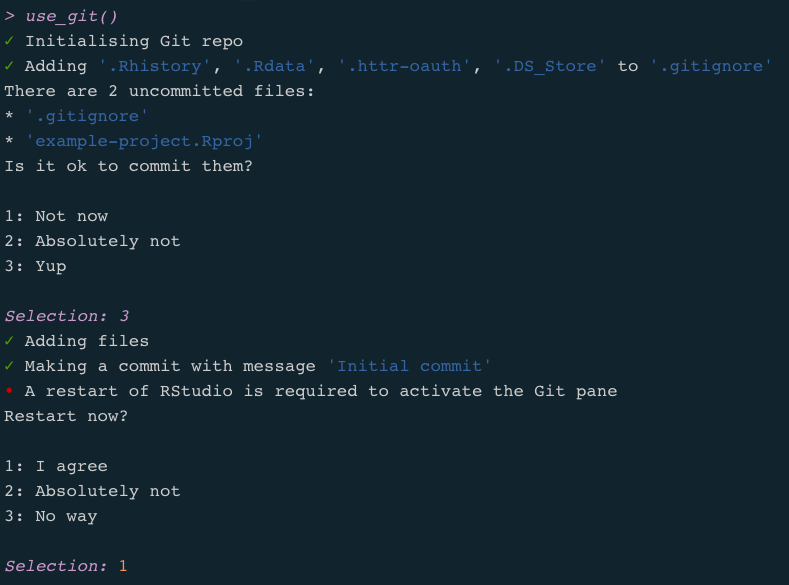 > use_git()
✓ Initialising Git repo
✓ Adding '.Rhistory', '.Rdata', '.httr-oauth', '.DS_Store' to '.gitignore'
There are 2 uncommitted files:
* '.gitignore'
* 'example-project.Rproj'
Is it ok to commit them?
1: Not now
2: Absolutely not
3: Yup
Selection: 3
✓ Adding files
✓ Making a commit with message 'Initial commit'
• A restart of RStudio is required to activate the Git pane
Restart now?
1: I agree
2: Absolutely not
3: No way
Selection: 1